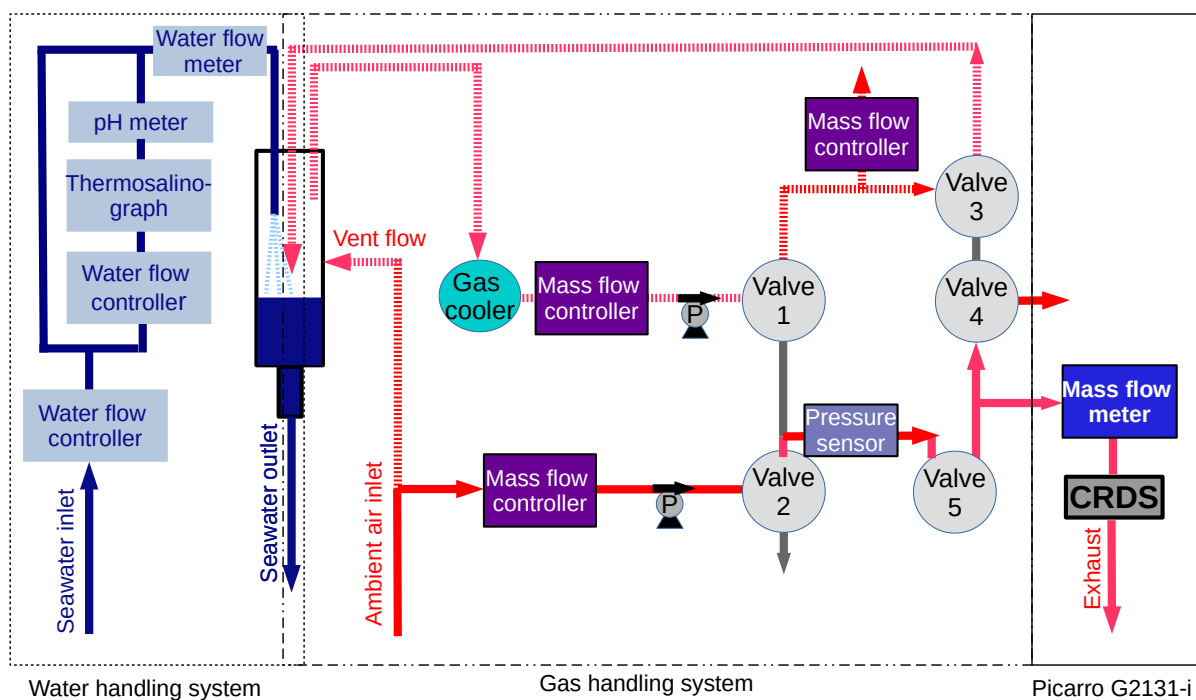 Water flow
meter
pH meter
Thermosalino-
graph
Water flow
controller
Water flow
controller
Seawater inlet
Seawater outlet
Vent flow
Ambient air inlet
Gas
cooler
Mass flow
controller
P
Valve
1
Mass flow
controller
Valve
3
Valve
4
Pressure
sensor
Mass flow
controller
P
Valve
2
Valve
5
Mass flow
meter
CRDS
Exhaust
Water handling system
Gas handling system
Picarro G2131-i